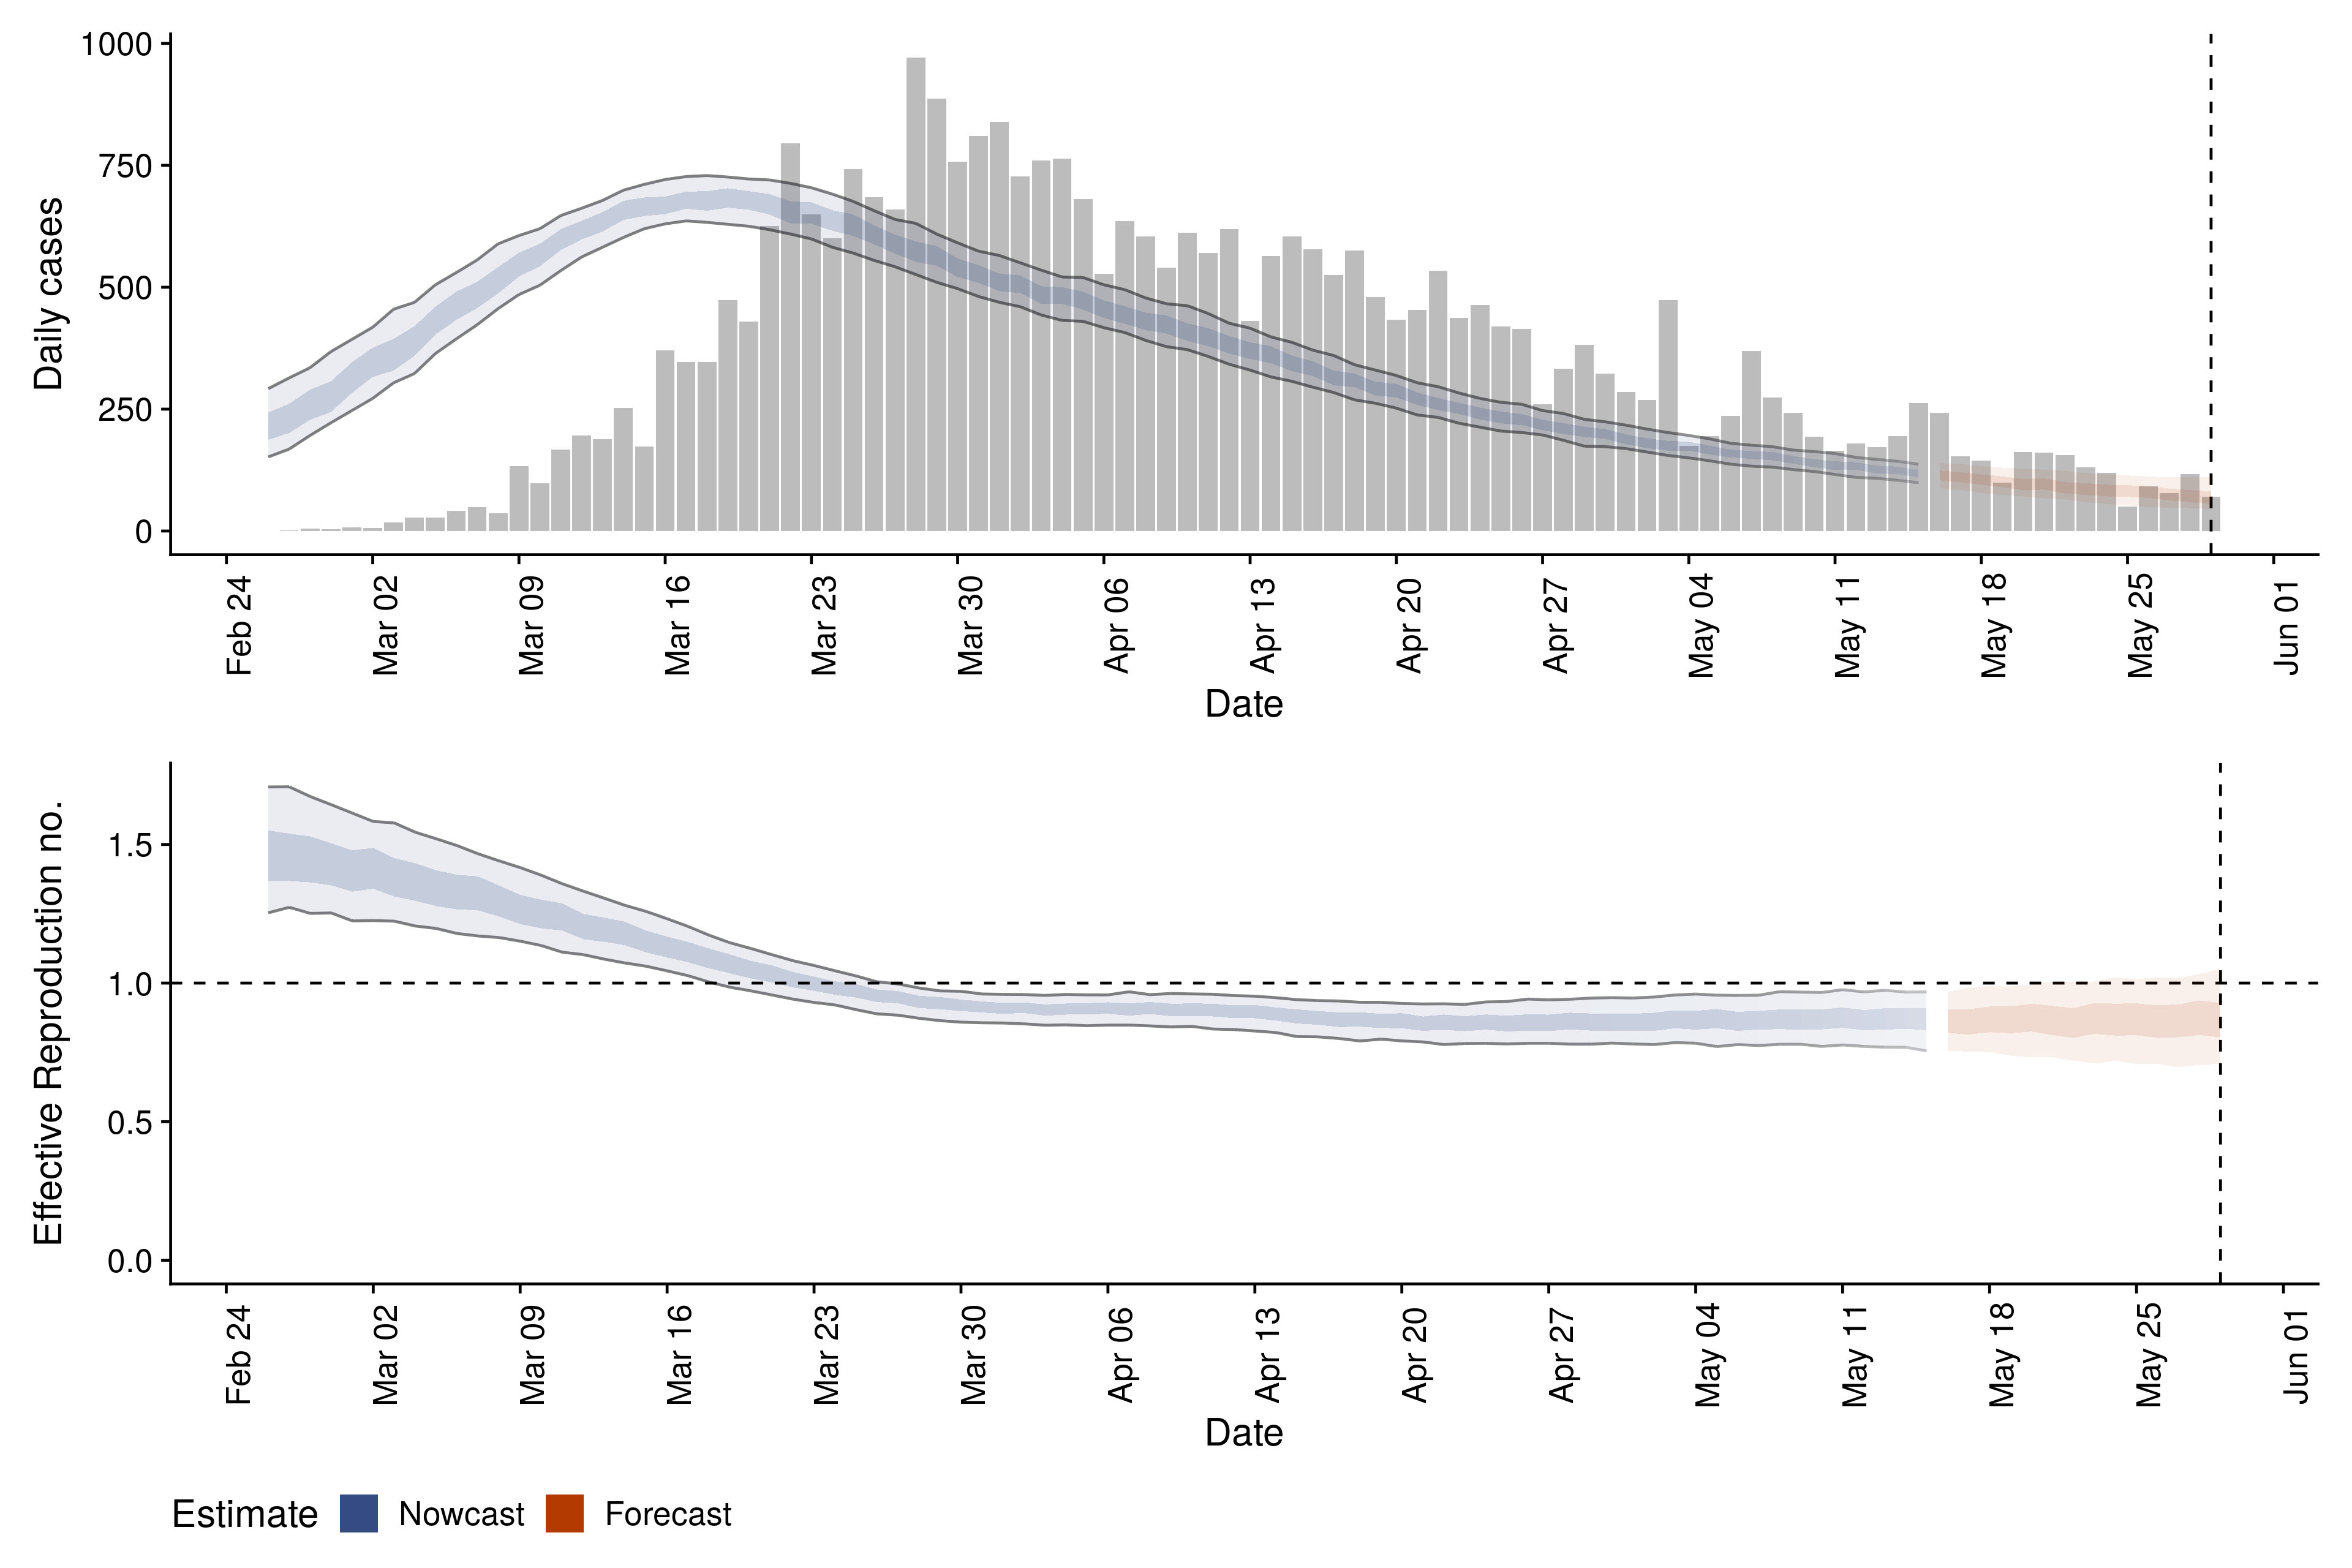 Daily cases
1000
750
500
250
0
Feb 24
Mar 02
Mar 09
Mar 16
Mar 23
Mar 30
Apr 06
Apr 13
Apr 20
Apr 27
May 04
May 11
May 18
May 25
Jun 01
Date
Effective Reproduction no.
1.5
1.0
0.5
0.0
Feb 24
Mar 02
Mar 09
Mar 16
Mar 23
Mar 30
Apr 06
Apr 13
Apr 20
Apr 27
May 04
May 11
May 18
May 25
Jun 01
Date
Estimate Nowcast Forecast